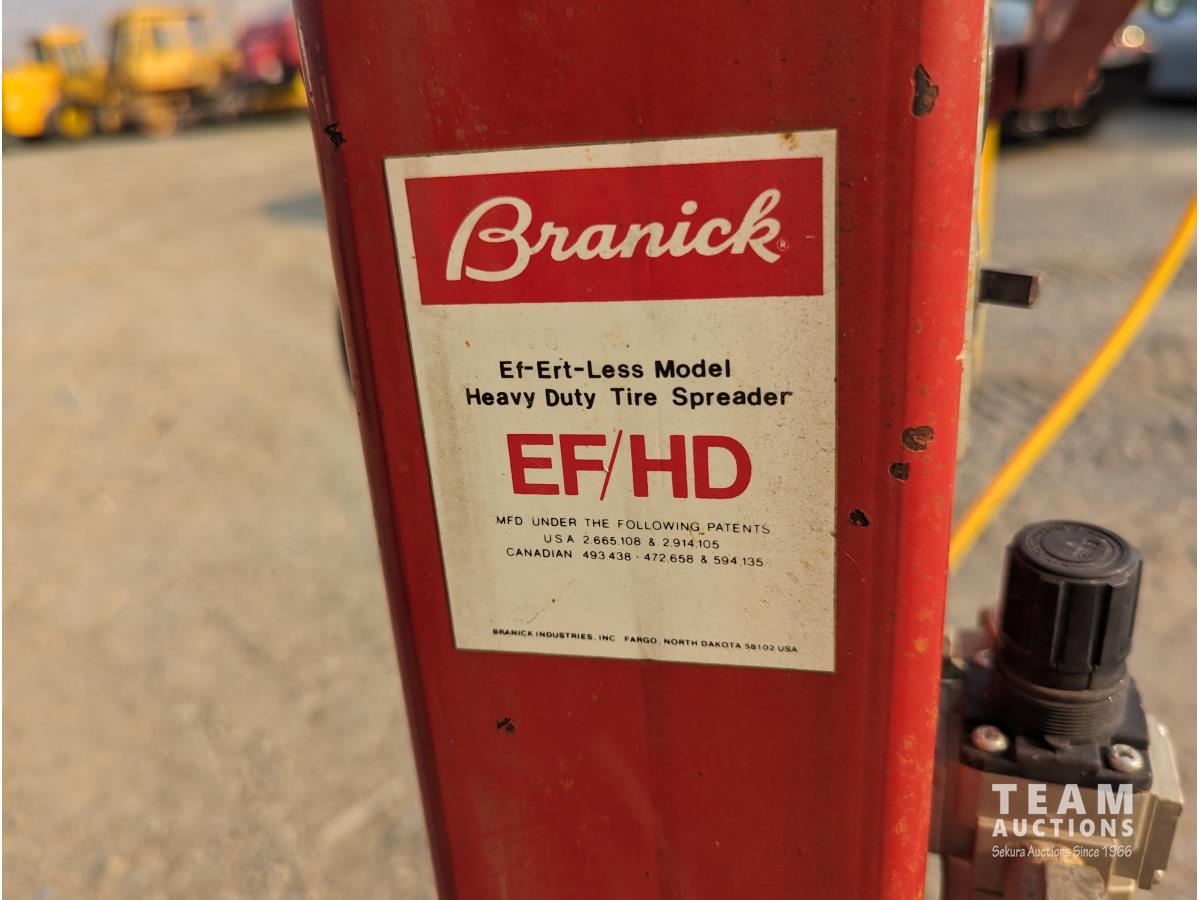 Branick®
Ef-Ert-Less Model
Heavy Duty Tire Spreader
EF/HD
MFD UNDER THE FOLLOWING PATENTS
USA 2.665.108 & 2.914.105
CANADIAN 493.438 - 472.658 & 594.135
BRANICK INDUSTRIES, INC FARGO, NORTH DAKOTA 58102 USA
TEAM
AUCTIONS
Sekura Auctions Since 1966